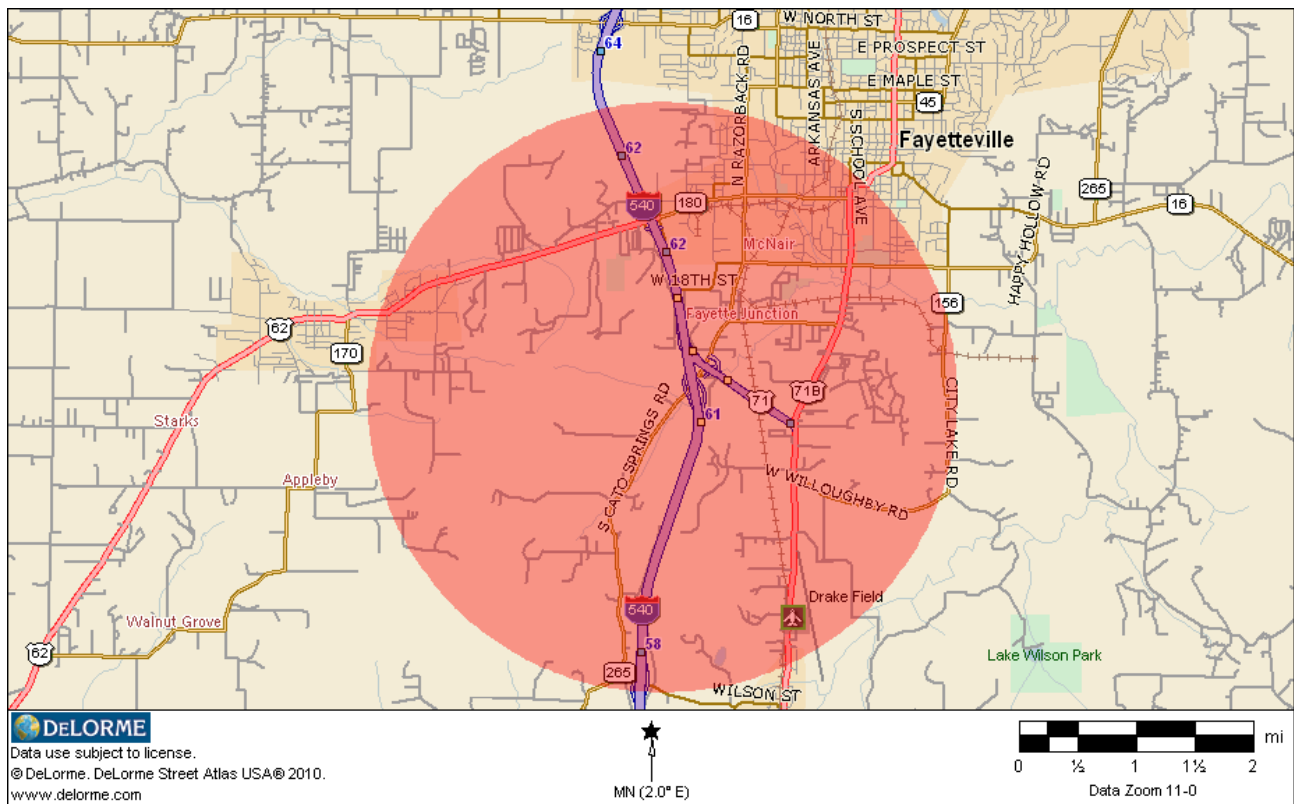 16
W NORTH ST
64
E PROSPECT ST
E MAPLE ST
45
N RAZORBACK RD
ARKANSAS AVE
S SCHOOL AVE
Fayetteville
62
265
16
HAPPY HOLLOW RD
540
180
McNair
62
W 18TH ST
Fayette Junction
156
62
170
71
71B
CITY LAKE RD
Starks
61
S CATO SPRINGS RD
W WILLOUGHBY RD
Appleby
Drake Field
540
Walnut Grove
62
58
Lake Wilson Park
265
WILSON ST
DELORME
Data use subject to license.
© DeLorme. DeLorme Street Atlas USA® 2010.
www.delorme.com
MN (2.0° E)
mi
0 ½ 1 1½ 2
Data Zoom 11-0